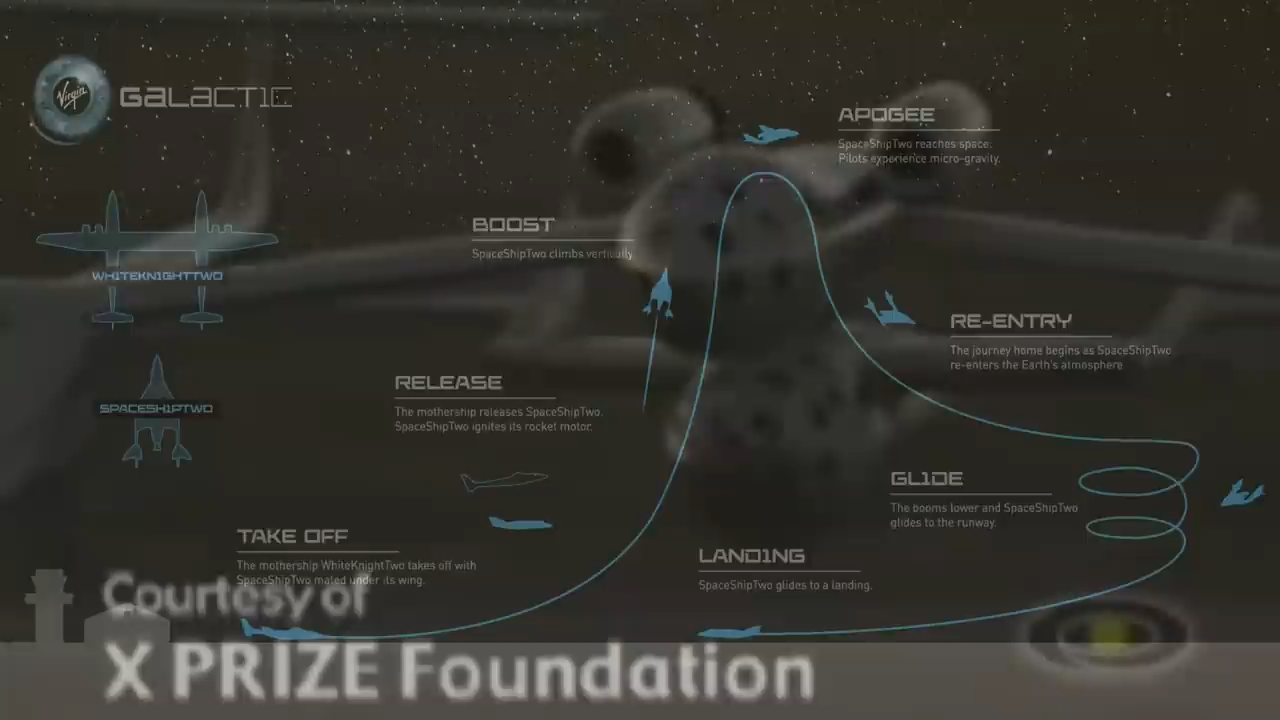 Virgin
GALACTIC
APOGEE
SpaceShipTwo reaches space.
Pilots experience micro-gravity.
BOOST
SpaceShipTwo climbs vertically
WHITEKNIGHTTWO
RE-ENTRY
The journey home begins as SpaceShipTwo
re-enters the Earth's atmosphere
RELEASE
The mothership releases SpaceShipTwo.
SpaceShipTwo ignites its rocket motor.
SPACESHIPTWO
GLIDE
The booms lower and SpaceShipTwo
glides to the runway.
TAKE OFF
The mothership WhiteKnightTwo takes off with
SpaceShipTwo mated under its wing.
LANDING
SpaceShipTwo glides to a landing.
Courtesy of
X PRIZE Foundation